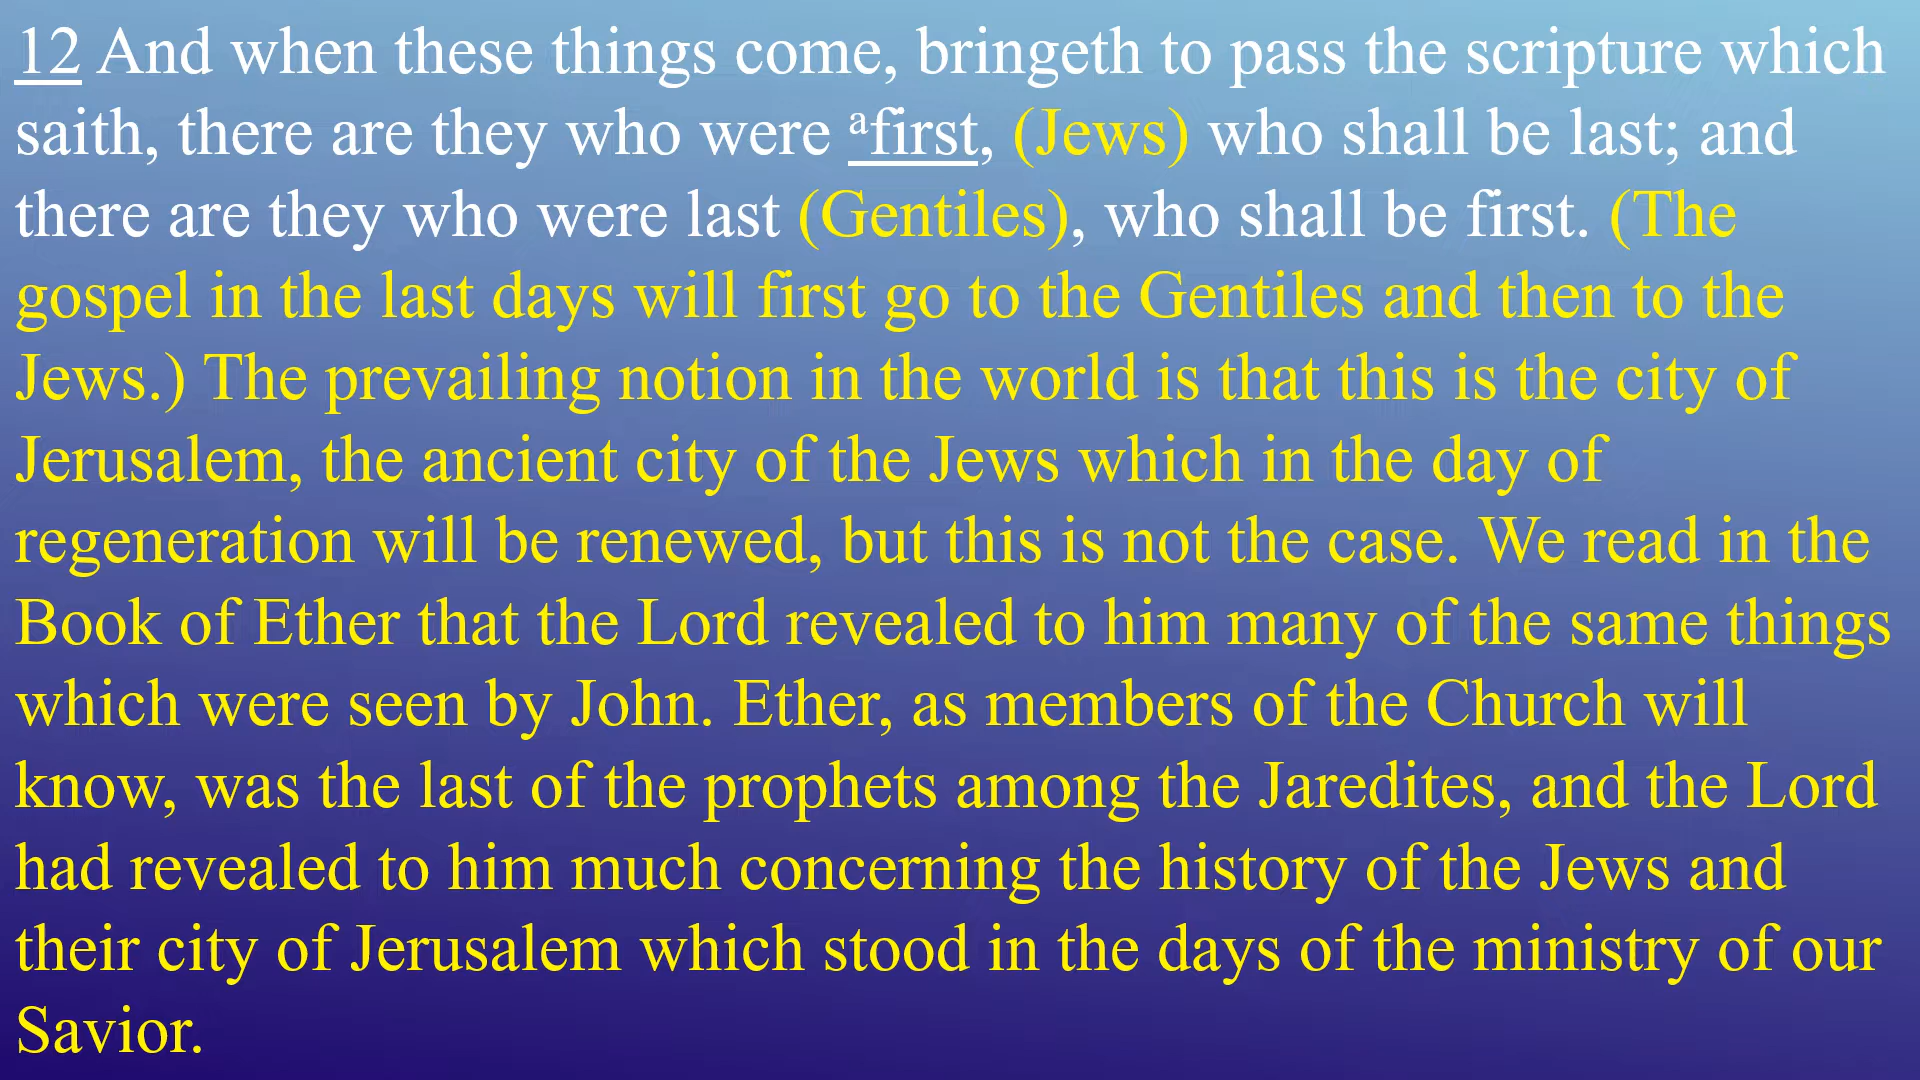 12 And when these things come, bringeth to pass the scripture which
saith, there are they who were afirst, (Jews) who shall be last; and
there are they who were last (Gentiles), who shall be first. (The
gospel in the last days will first go to the Gentiles and then to the
Jews.) The prevailing notion in the world is that this is the city of
Jerusalem, the ancient city of the Jews which in the day of
regeneration will be renewed, but this is not the case. We read in the
Book of Ether that the Lord revealed to him many of the same things
which were seen by John. Ether, as members of the Church will
know, was the last of the prophets among the Jaredites, and the Lord
had revealed to him much concerning the history of the Jews and
their city of Jerusalem which stood in the days of the ministry of our
Savior.